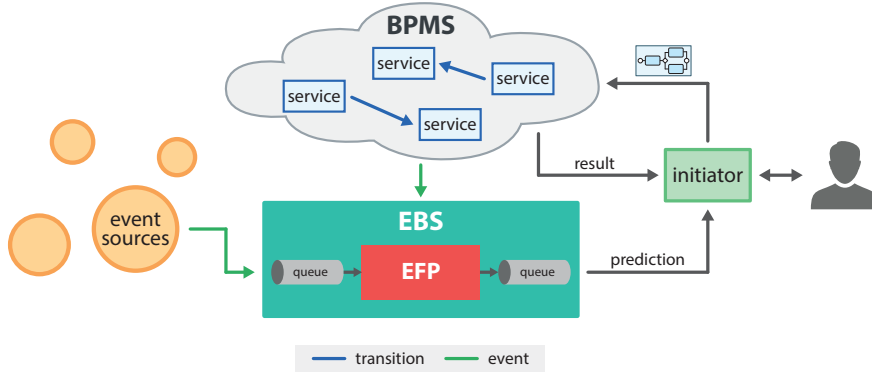 BPMS
service
service
service
service
event
sources
result
initiator
EBS
queue
EFP
queue
prediction
transition
event